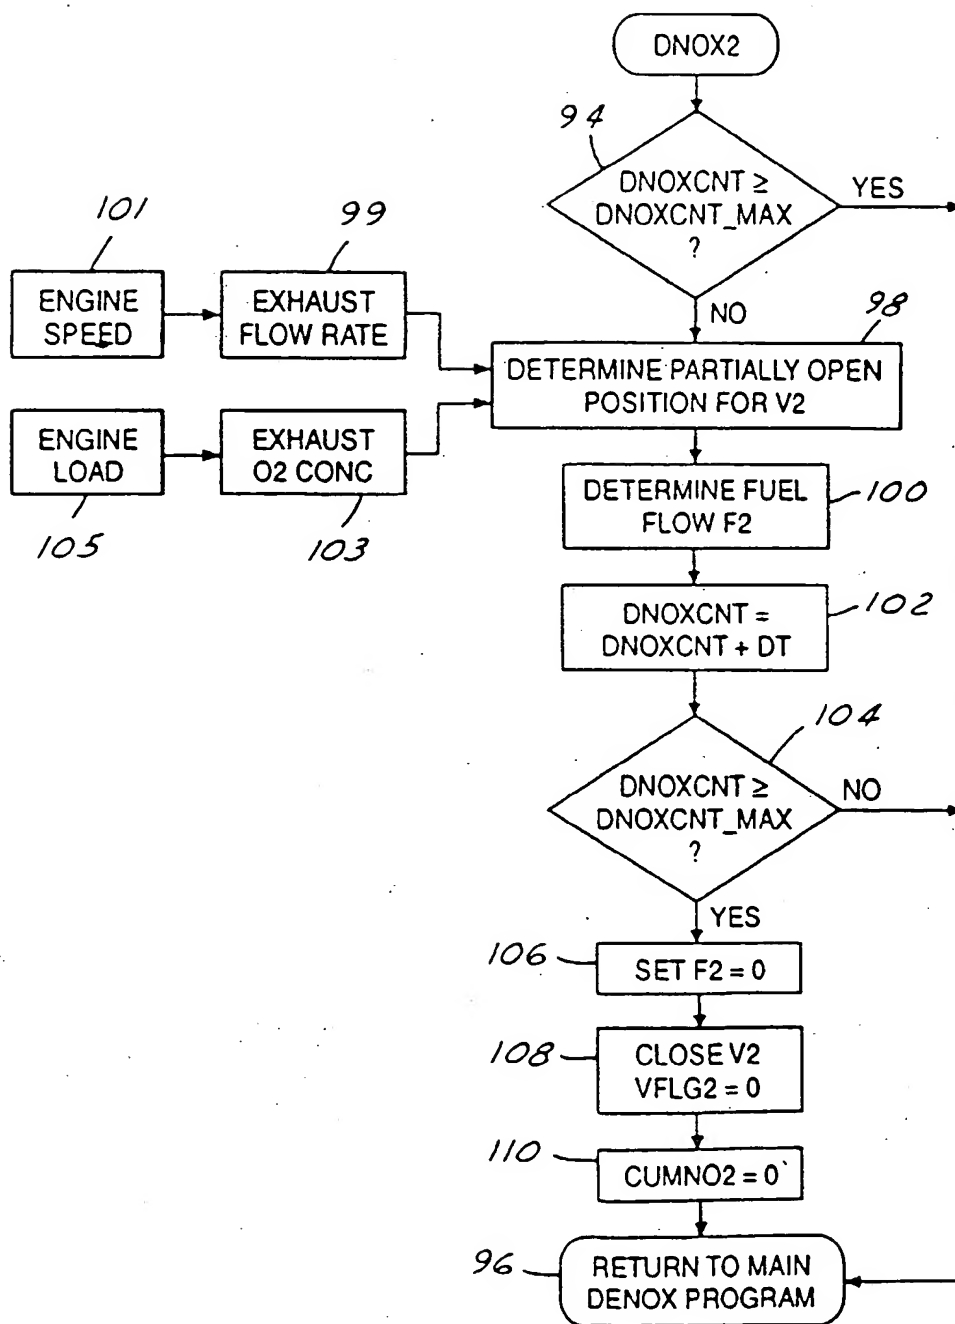 DNOX2
94
DNOXCNT ≥
DNOXCNT_MAX
?
YES
NO
101
ENGINE
SPEED
99
EXHAUST
FLOW RATE
98
DETERMINE PARTIALLY OPEN
POSITION FOR V2
ENGINE
LOAD
105
EXHAUST
O2 CONC
103
DETERMINE FUEL
FLOW F2
100
DNOXCNT =
DNOXCNT + DT
102
104
DNOXCNT ≥
DNOXCNT_MAX
?
NO
YES
106
SET F2 = 0
108
CLOSE V2
VFLG2 = 0
110
CUMNO2 = 0
96
RETURN TO MAIN
DENOX PROGRAM